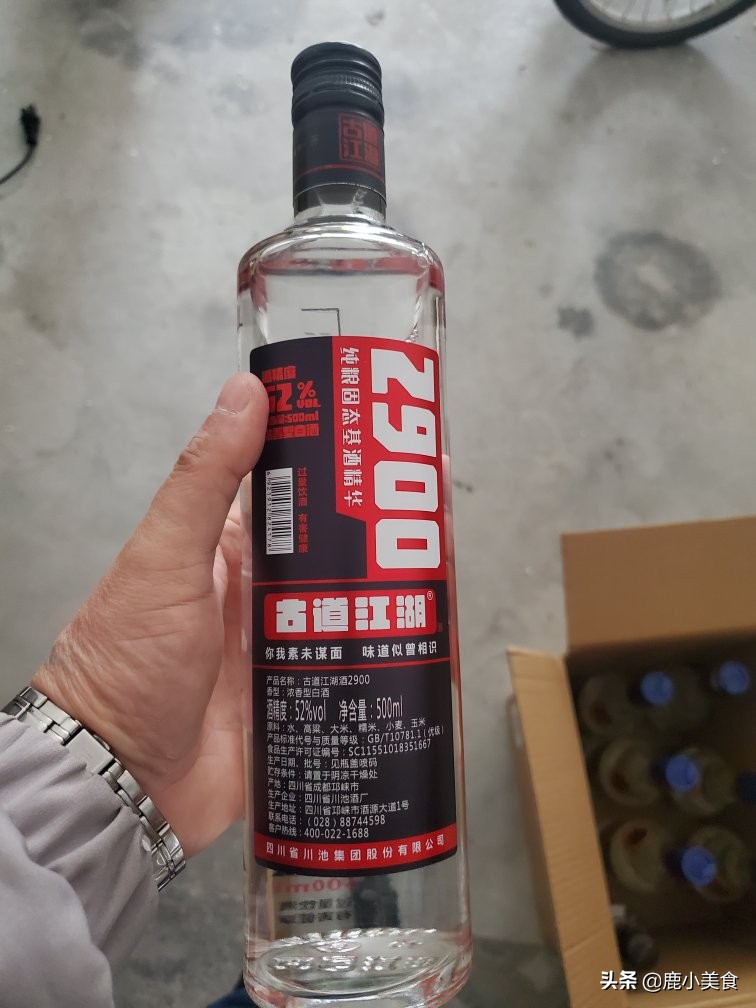 古道
江湖
2900
纯粮固态基酒精华
酒精度
52%
VOL
500ml
过量饮酒 有害健康
古道江湖®
你我素未谋面 味道似曾相识
产品名称：古道江湖酒2900
香型：浓香型白酒
酒精度：52%vol 净含量：500ml
原料：水、高粱、大米、糯米、小麦、玉米
产品标准代号与质量等级：GB/T10781.1（优级）
食品生产许可证编号：SC11551018351667
生产日期、批号：见瓶盖喷码
贮存条件：请置于阴凉干燥处
产地：四川省成都邛崃市
生产企业：四川省川池酒厂
生产地址：四川省邛崃市酒源大道1号
联系电话：（028）88744598
客户热线：400-022-1688
四川省川池集团股份有限公司
头条 @鹿小美食